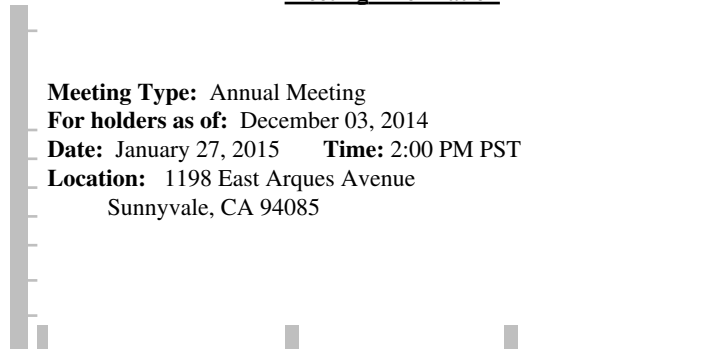 Meeting Type: Annual Meeting
For holders as of: December 03, 2014
Date: January 27, 2015 Time: 2:00 PM PST
Location: 1198 East Arques Avenue
Sunnyvale, CA 94085